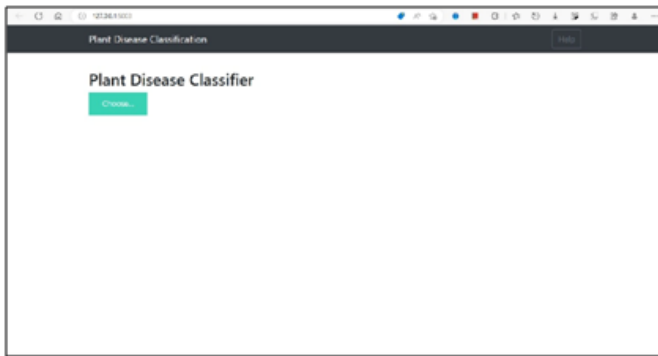 Plant Disease Classification
Help
Plant Disease Classifier
Choose...